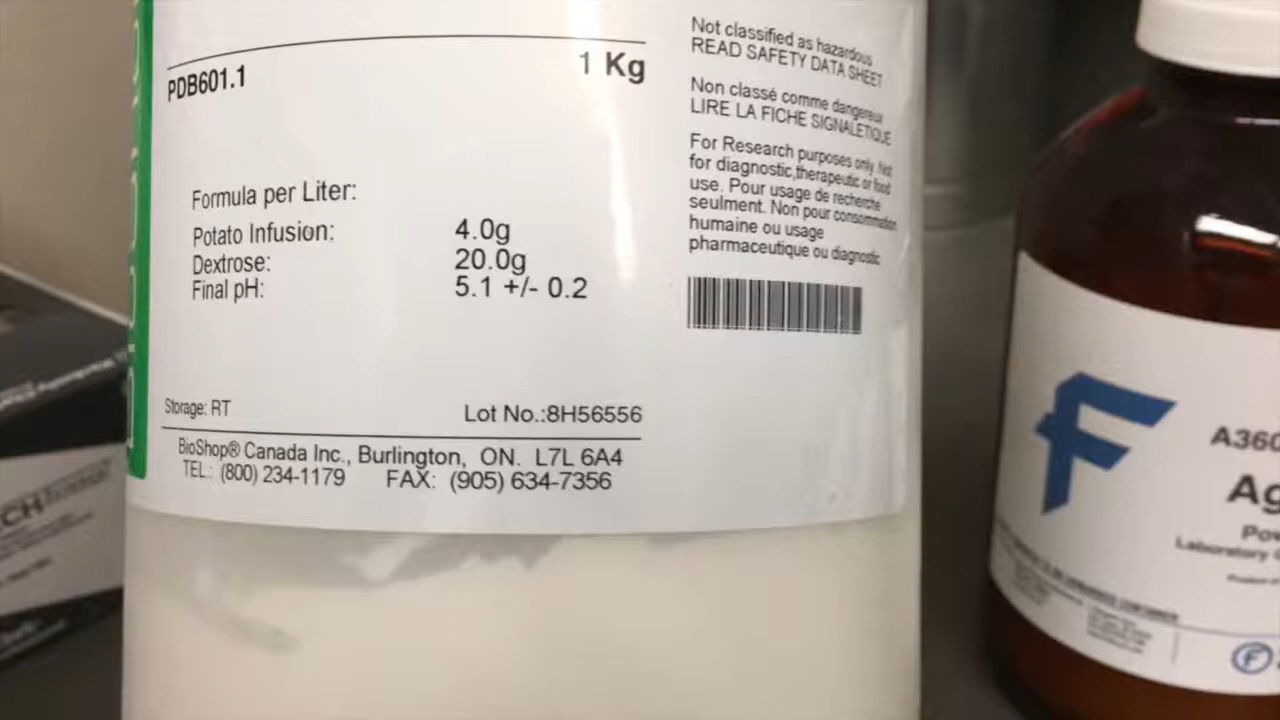 PDB601.1
1 Kg
Formula per Liter:
Potato Infusion: 4.0g
Dextrose: 20.0g
Final pH: 5.1 +/- 0.2
Storage: RT
Lot No.:8H56556
BioShop® Canada Inc., Burlington, ON. L7L 6A4
TEL.: (800) 234-1179 FAX: (905) 634-7356
Not classified as hazardous
READ SAFETY DATA SHEET
Non classé comme dangereux
LIRE LA FICHE SIGNALETIQUE
For Research purposes only. Not
for diagnostic,therapeutic or food
use. Pour usage de recherche
seulment. Non pour consommation
humaine ou usage
pharmaceutique ou diagnostic
F
A360
Ag
Pow
Laboratory
F
CH